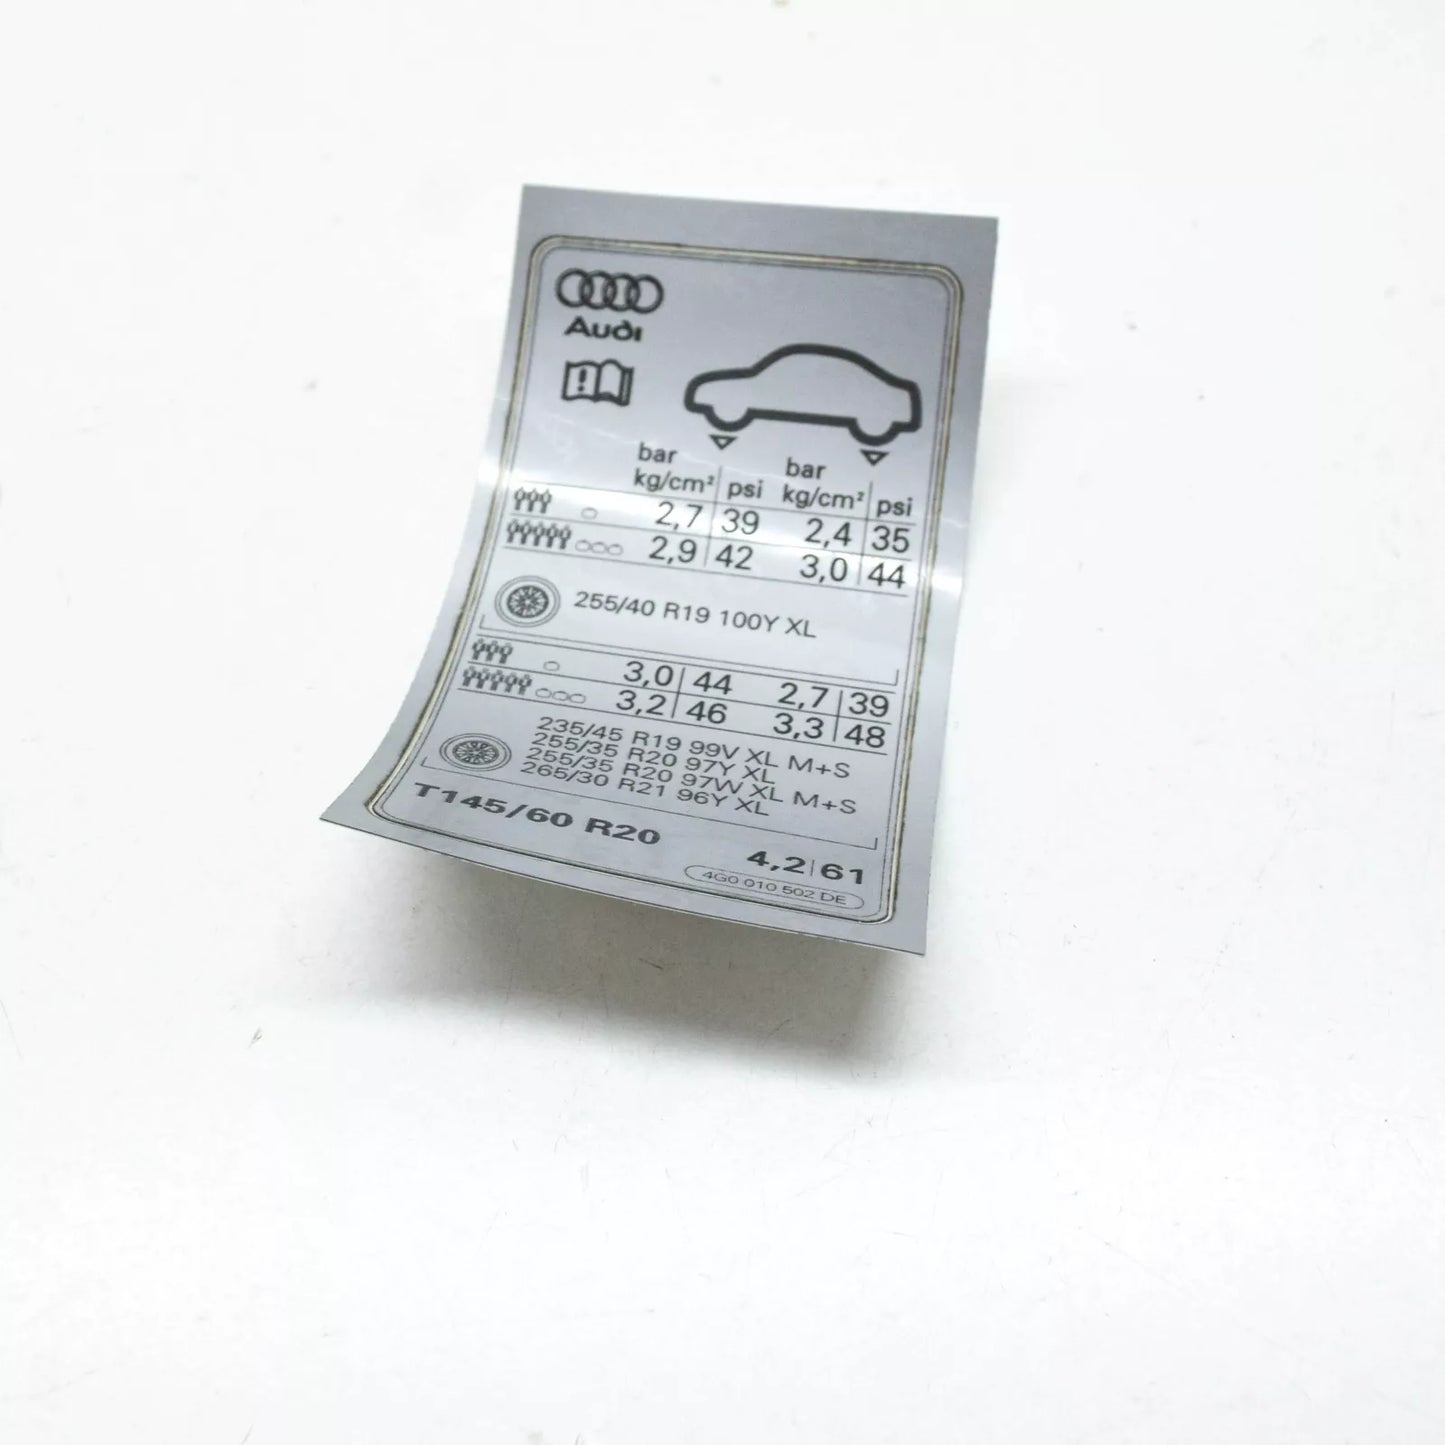 Audi
bar bar
kg/cm² psi kg/cm² psi
2,7 39 2,4 35
2,9 42 3,0 44
255/40 R19 100Y XL
3,0 44 2,7 39
3,2 46 3,3 48
235/45 R19 99V XL M+S
255/35 R20 97Y XL
255/35 R20 97W XL M+S
265/30 R21 96Y XL
T145/60 R20
4,2 61
4G0 010 502 DE